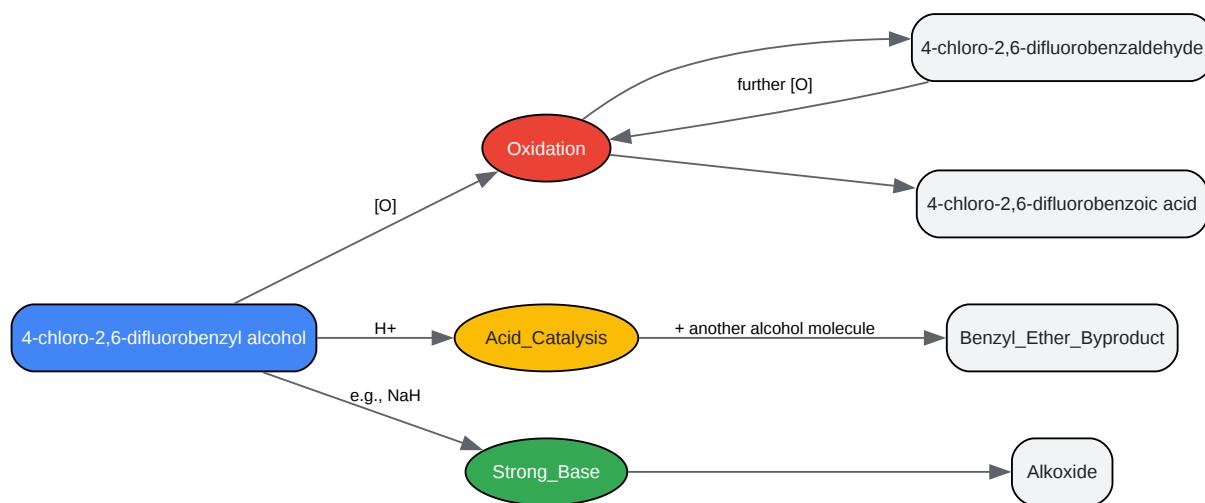 4-chloro-2,6-difluorobenzaldehyde
further [O]
Oxidation
[O]
4-chloro-2,6-difluorobenzoic acid
4-chloro-2,6-difluorobenzyl alcohol
H+
Acid_Catalysis
+ another alcohol molecule
Benzyl_Ether_Byproduct
e.g., NaH
Strong_Base
Alkoxide